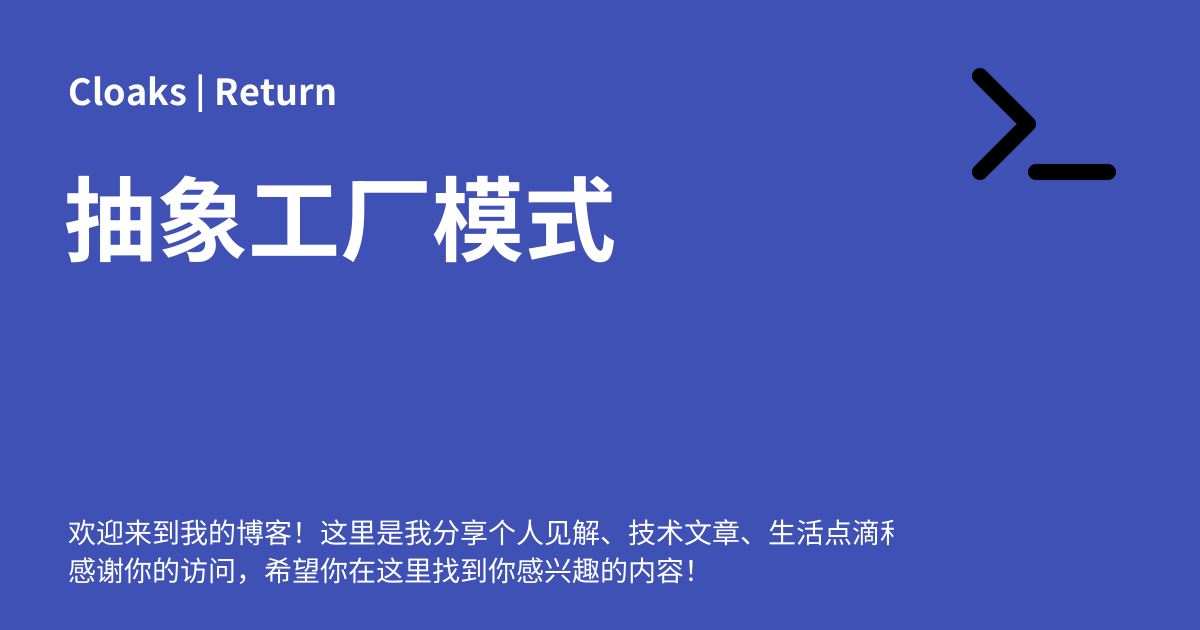 Cloaks | Return
抽象工厂模式
欢迎来到我的博客！这里是我分享个人见解、技术文章、生活点滴
感谢你的访问，希望你在这里找到你感兴趣的内容！